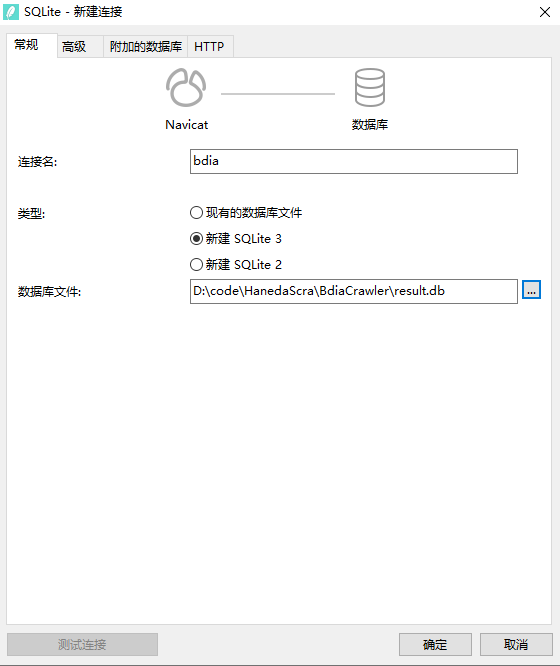 SQLite - 新建连接
常规 高级 附加的数据库 HTTP
Navicat 数据库
连接名: bdia
类型: 现有的数据库文件
新建 SQLite 3
新建 SQLite 2
数据库文件: D:\code\HanedaScra\BdiaCrawler\result.db ...
测试连接 确定 取消